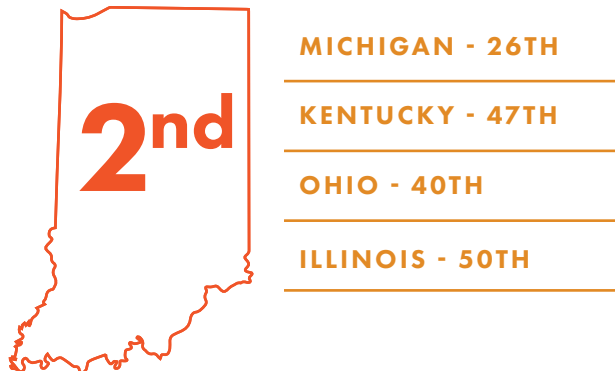 2nd
MICHIGAN - 26TH
KENTUCKY - 47TH
OHIO - 40TH
ILLINOIS - 50TH